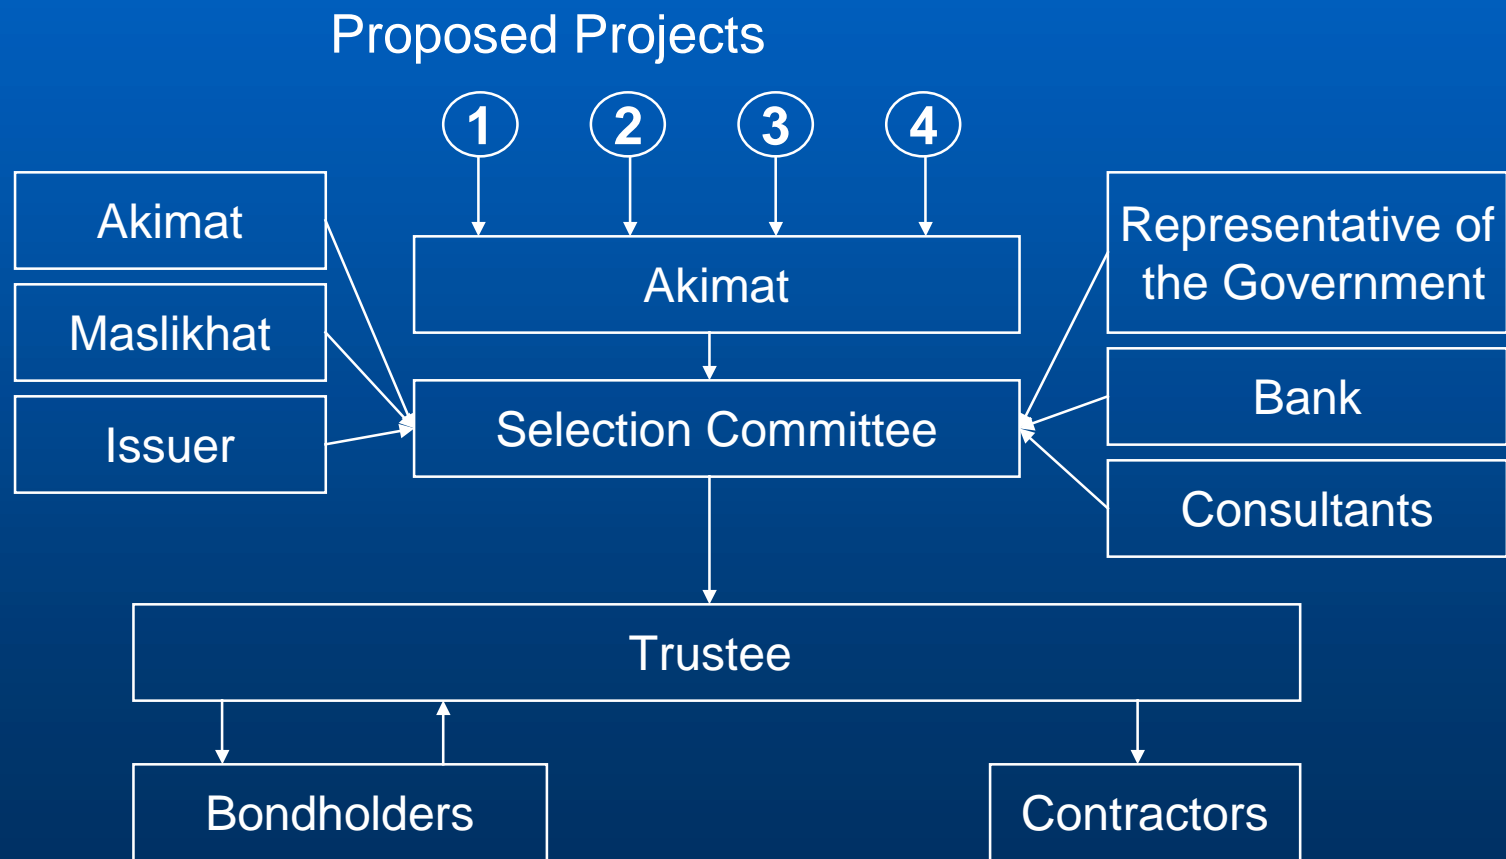 Proposed Projects
1 2 3 4
Akimat
Maslikhat
Issuer
Akimat
Selection Committee
Representative of
the Government
Bank
Consultants
Trustee
Bondholders
Contractors